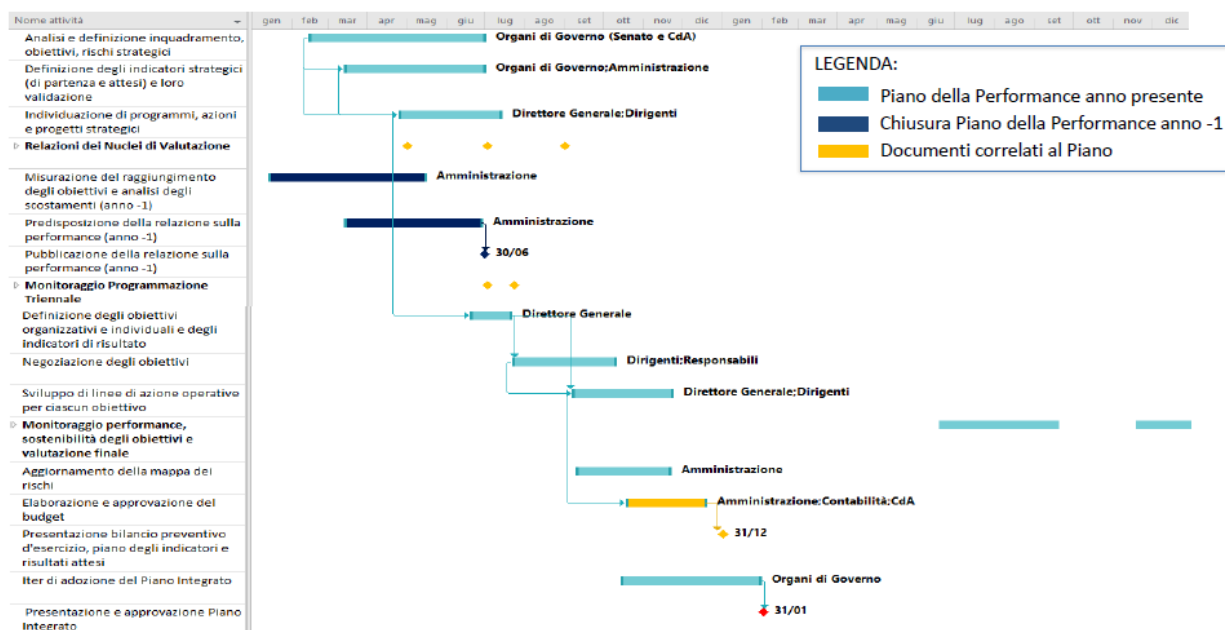 Nome attività
gen feb mar apr mag giu lug ago set ott nov dic gen feb mar apr mag giu lug ago set ott nov dic
Analisi e definizione inquadramento,
obiettivi, rischi strategici
Organi di Governo (Senato e CdA)
Definizione degli indicatori strategici
(di partenza e attesi) e loro
validazione
Organi di Governo;Amministrazione
Individuazione di programmi, azioni
e progetti strategici
Direttore Generale;Dirigenti
Relazioni dei Nuclei di Valutazione
Misurazione del raggiungimento
degli obiettivi e analisi degli
scostamenti (anno -1)
Amministrazione
Predisposizione della relazione sulla
performance (anno -1)
Amministrazione
Pubblicazione della relazione sulla
performance (anno -1)
30/06
Monitoraggio Programmazione
Triennale
Definizione degli obiettivi
organizzativi e individuali e degli
indicatori di risultato
Direttore Generale
Negoziazione degli obiettivi
Dirigenti;Responsabili
Sviluppo di linee di azione operative
per ciascun obiettivo
Direttore Generale;Dirigenti
Monitoraggio performance,
sostenibilità degli obiettivi e
valutazione finale
Aggiornamento della mappa dei
rischi
Amministrazione
Elaborazione e approvazione del
budget
Amministrazione;Contabilità;CdA
Presentazione bilancio preventivo
d'esercizio, piano degli indicatori e
risultati attesi
31/12
Iter di adozione del Piano Integrato
Organi di Governo
Presentazione e approvazione Piano
Integrato
31/01
LEGENDA:
Piano della Performance anno presente
Chiusura Piano della Performance anno -1
Documenti correlati al Piano